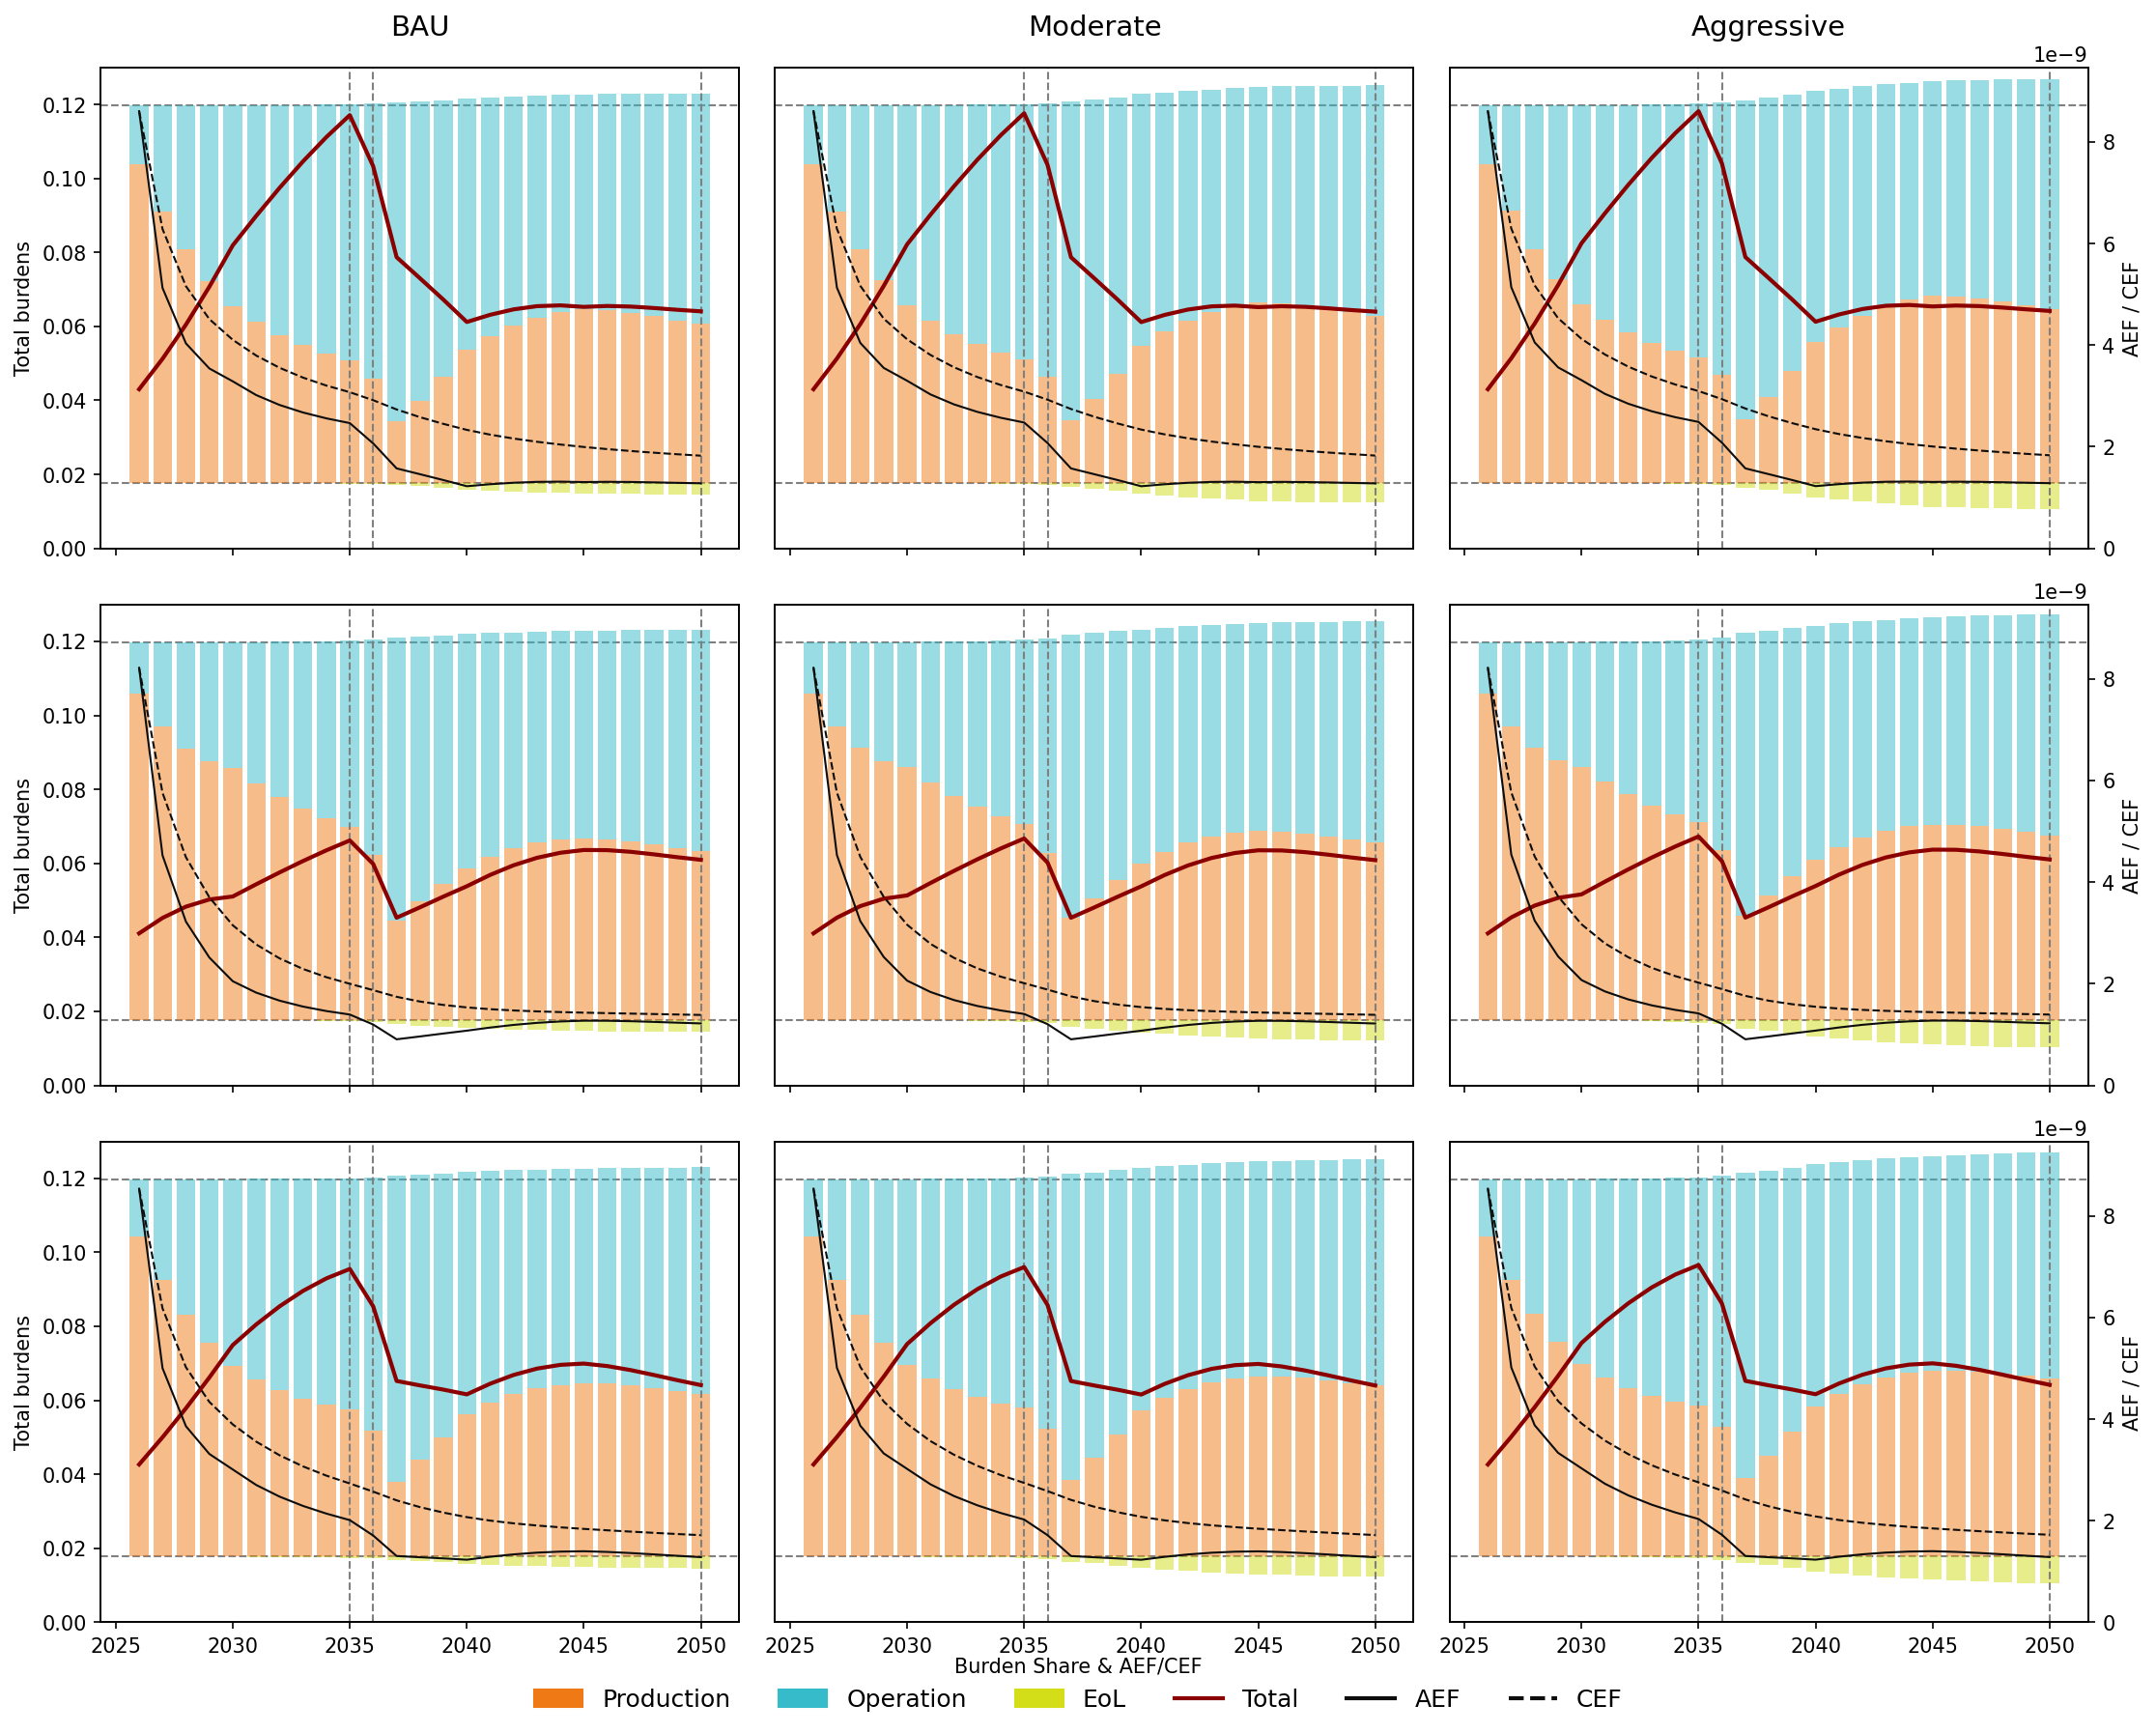 BAU Moderate Aggressive
1e−9
0.12
0.10
0.08
0.06
0.04
0.02
0.00
Total burdens
8
6
4
2
0
AEF / CEF
1e−9
0.12
0.10
0.08
0.06
0.04
0.02
0.00
Total burdens
8
6
4
2
0
AEF / CEF
1e−9
0.12
0.10
0.08
0.06
0.04
0.02
0.00
Total burdens
8
6
4
2
0
AEF / CEF
2025 2030 2035 2040 2045 2050 2025 2030 2035 2040 2045 2050 2025 2030 2035 2040 2045 2050
Burden Share & AEF/CEF
Production Operation EoL Total AEF CEF